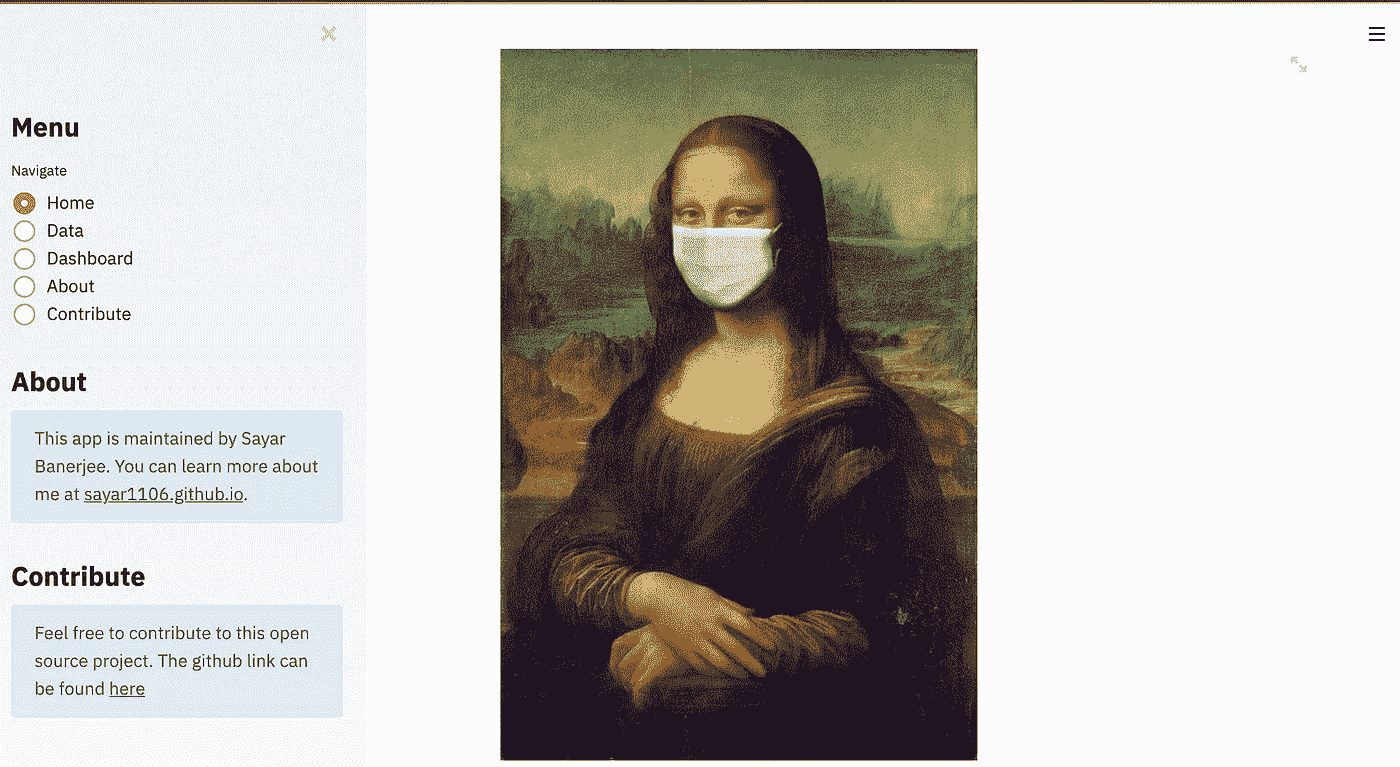 Menu
Navigate
Home
Data
Dashboard
About
Contribute
About
This app is maintained by Sayar
Banerjee. You can learn more about
me at sayar1106.github.io.
Contribute
Feel free to contribute to this open
source project. The github link can
be found here